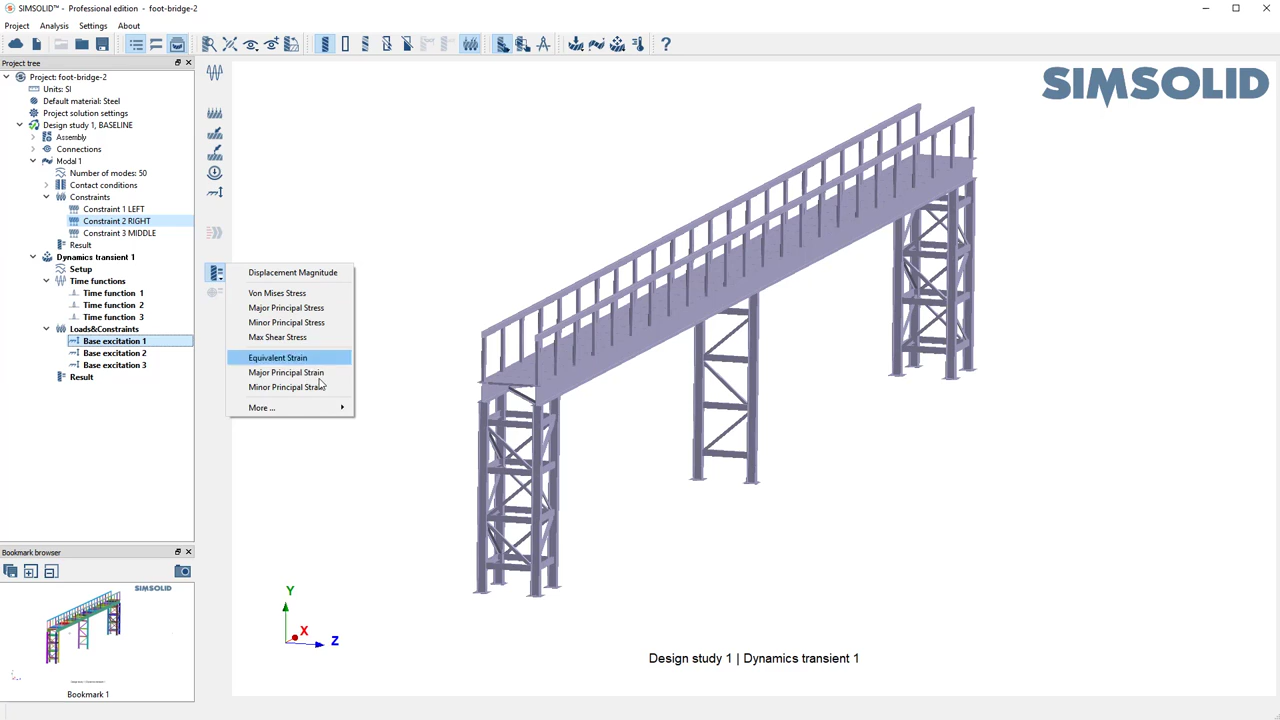 SIMSOLID™ - Professional edition - foot-bridge-2
Project Analysis Settings About
Project tree
Project: foot-bridge-2
Units: SI
Default material: Steel
Project solution settings
Design study 1, BASELINE
Assembly
Connections
Modal 1
Number of modes: 50
Contact conditions
Constraints
Constraint 1 LEFT
Constraint 2 RIGHT
Constraint 3 MIDDLE
Result
Dynamics transient 1
Setup
Time functions
Time function 1
Time function 2
Time function 3
Loads&Constraints
Base excitation 1
Base excitation 2
Base excitation 3
Result
Displacement Magnitude
Von Mises Stress
Major Principal Stress
Minor Principal Stress
Max Shear Stress
Equivalent Strain
Major Principal Strain
Minor Principal Strain
More ...
SIMSOLID
Y
X
Z
Design study 1 | Dynamics transient 1
Bookmark browser
SIMSOLID
Bookmark 1